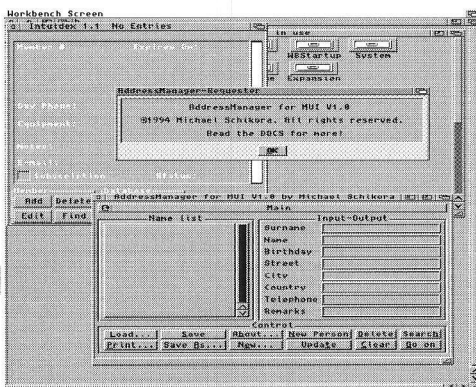 Workbench Screen
Intuidex 1.1 No Entries
in use
Member # Expires On:
WBStartup System
Expansion
AddressManager-Requester
AddressManager for MUI V1.0
©1994 Michael Schikora. All rights reserved.
Read the DOCS for more!
OK
Day Phone:
Equipment:
Notes:
E-mail:
Subscription Status:
Member Database
Add Delete
Edit Find
AddressManager for MUI V1.0 by Michael Schikora
Main
Name list
Input-Output
Surname
Name
Birthday
Street
City
Country
Telephone
Remarks
Control
Load... Save About... New Person Delete Search
Print... Save As... New... Update Clear Go on